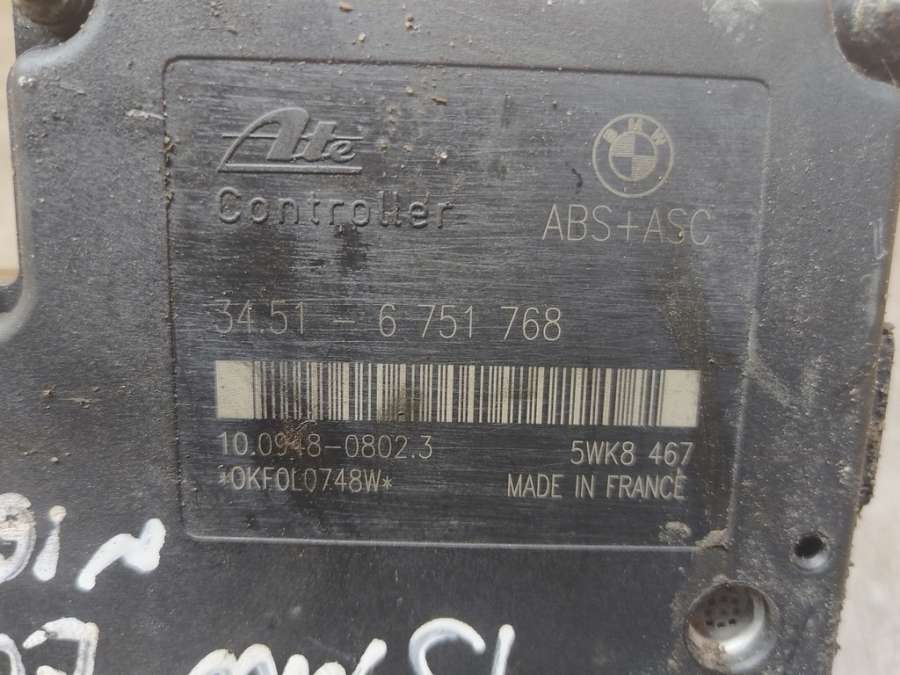 Ate
BMW
Controller
ABS+ASC
34.51 - 6 751 768
10.0948-0802.3
5WK8 467
*0KF0L0748W*
MADE IN FRANCE